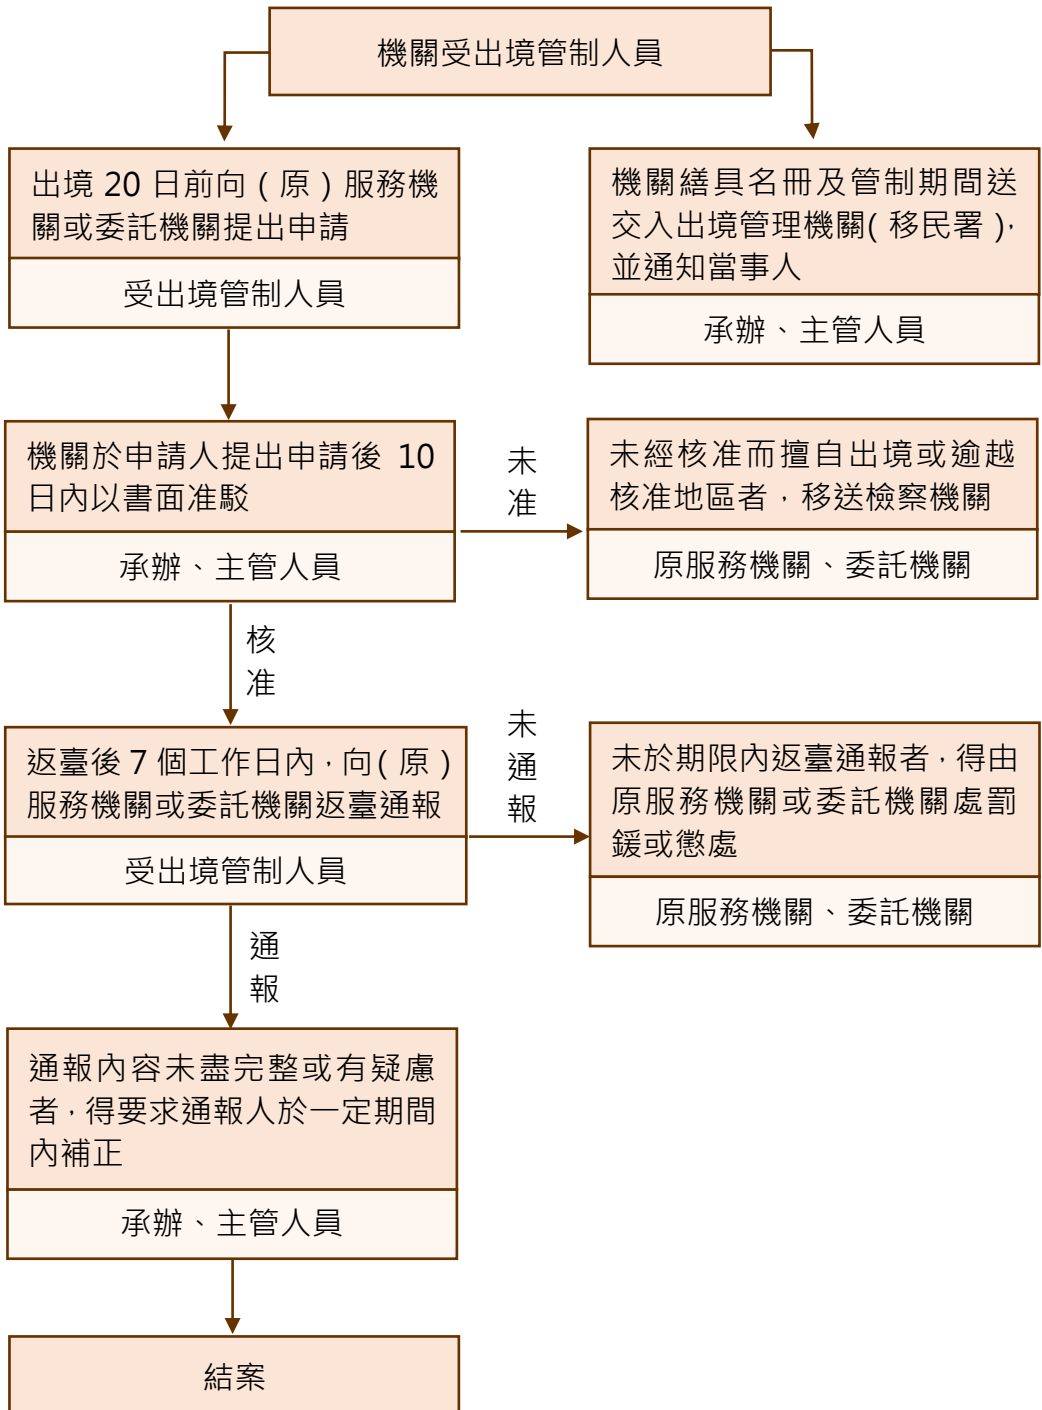 機關受出境管制人員
出境 20 日前向（原）服務機
關或委託機關提出申請
受出境管制人員
機關繕具名冊及管制期間送
交入出境管理機關(移民署)，
並通知當事人
承辦、主管人員
機關於申請人提出申請後 10
日內以書面准駁
承辦、主管人員
未
准
未經核准而擅自出境或逾越
核准地區者，移送檢察機關
原服務機關、委託機關
核
准
返臺後 7 個工作日內，向(原)
服務機關或委託機關返臺通報
受出境管制人員
未
通
報
未於期限內返臺通報者，得由
原服務機關或委託機關處罰
鍰或懲處
原服務機關、委託機關
通
報
通報內容未盡完整或有疑慮
者，得要求通報人於一定期間
內補正
承辦、主管人員
結案